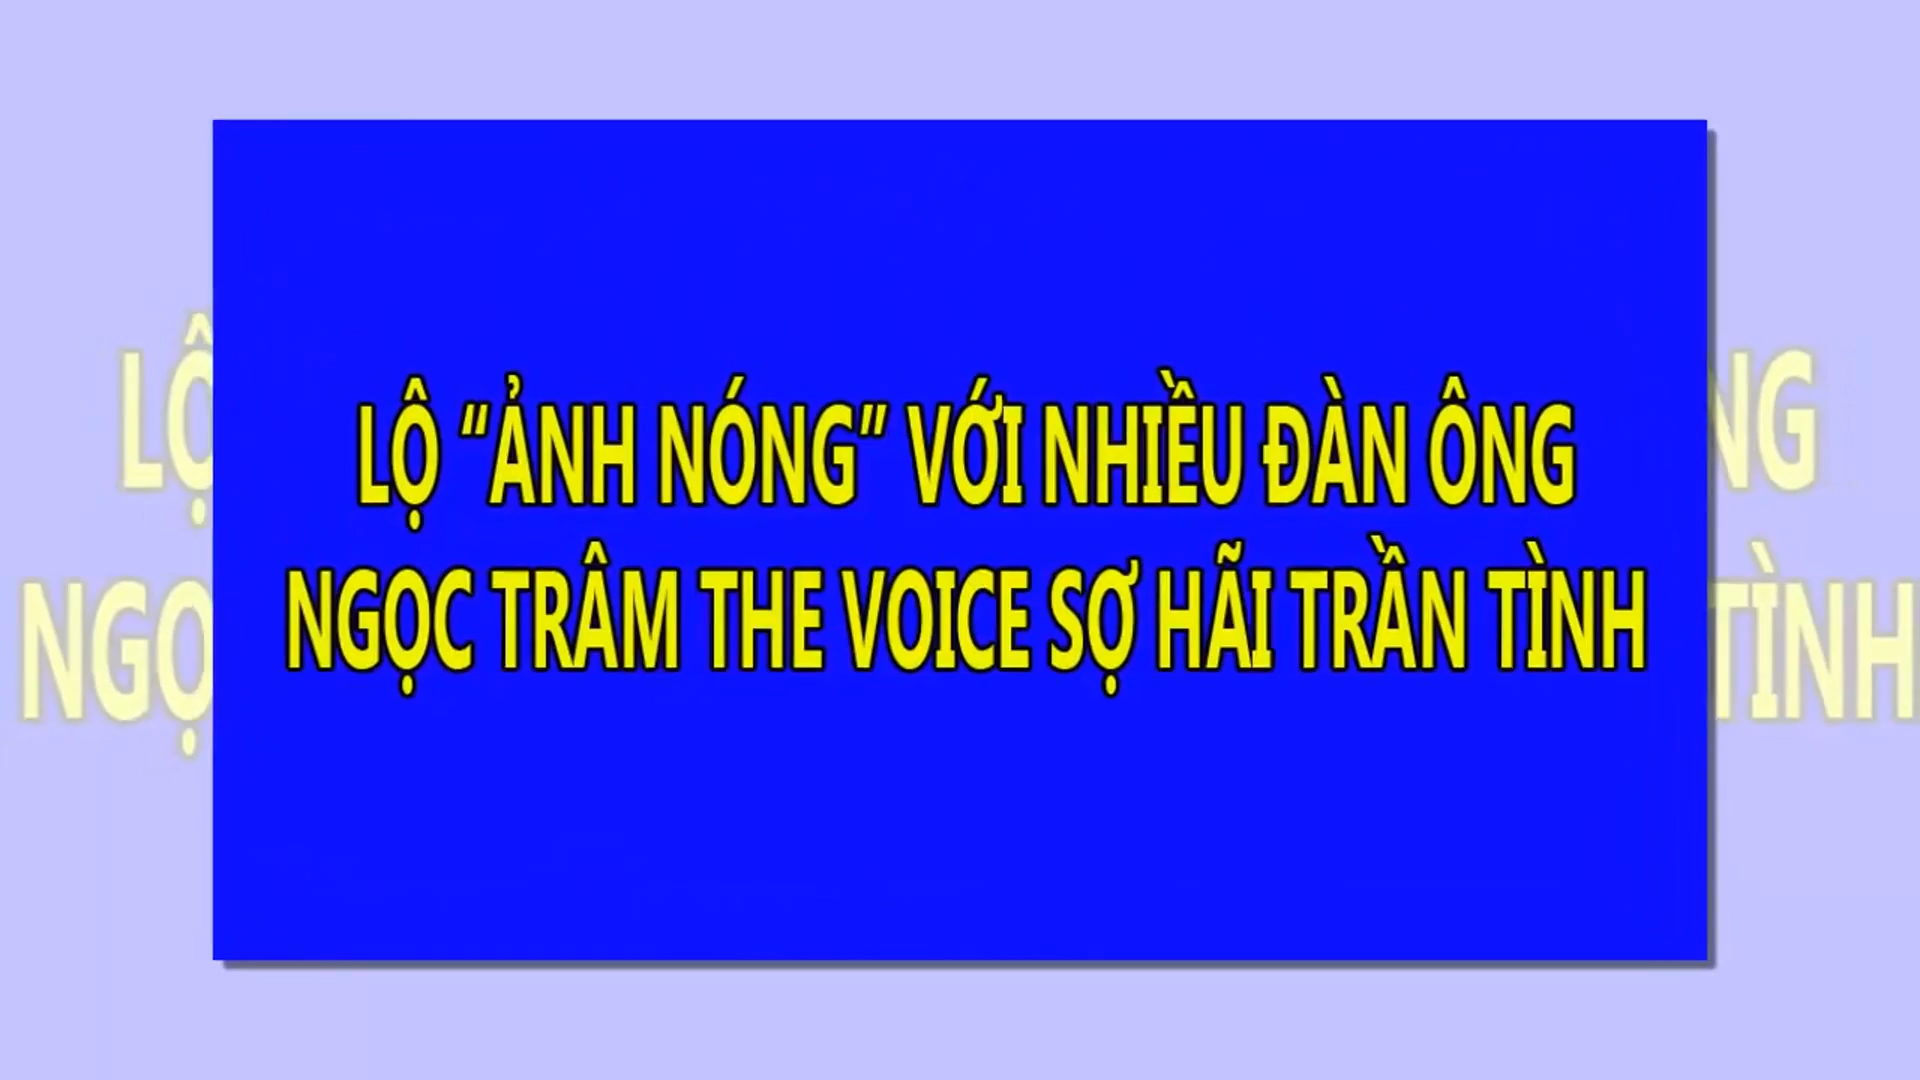 LỘ “ẢNH NÓNG” VỚI NHIỀU ĐÀN ÔNG
NGỌC TRÂM THE VOICE SỢ HÃI TRẦN TÌNH